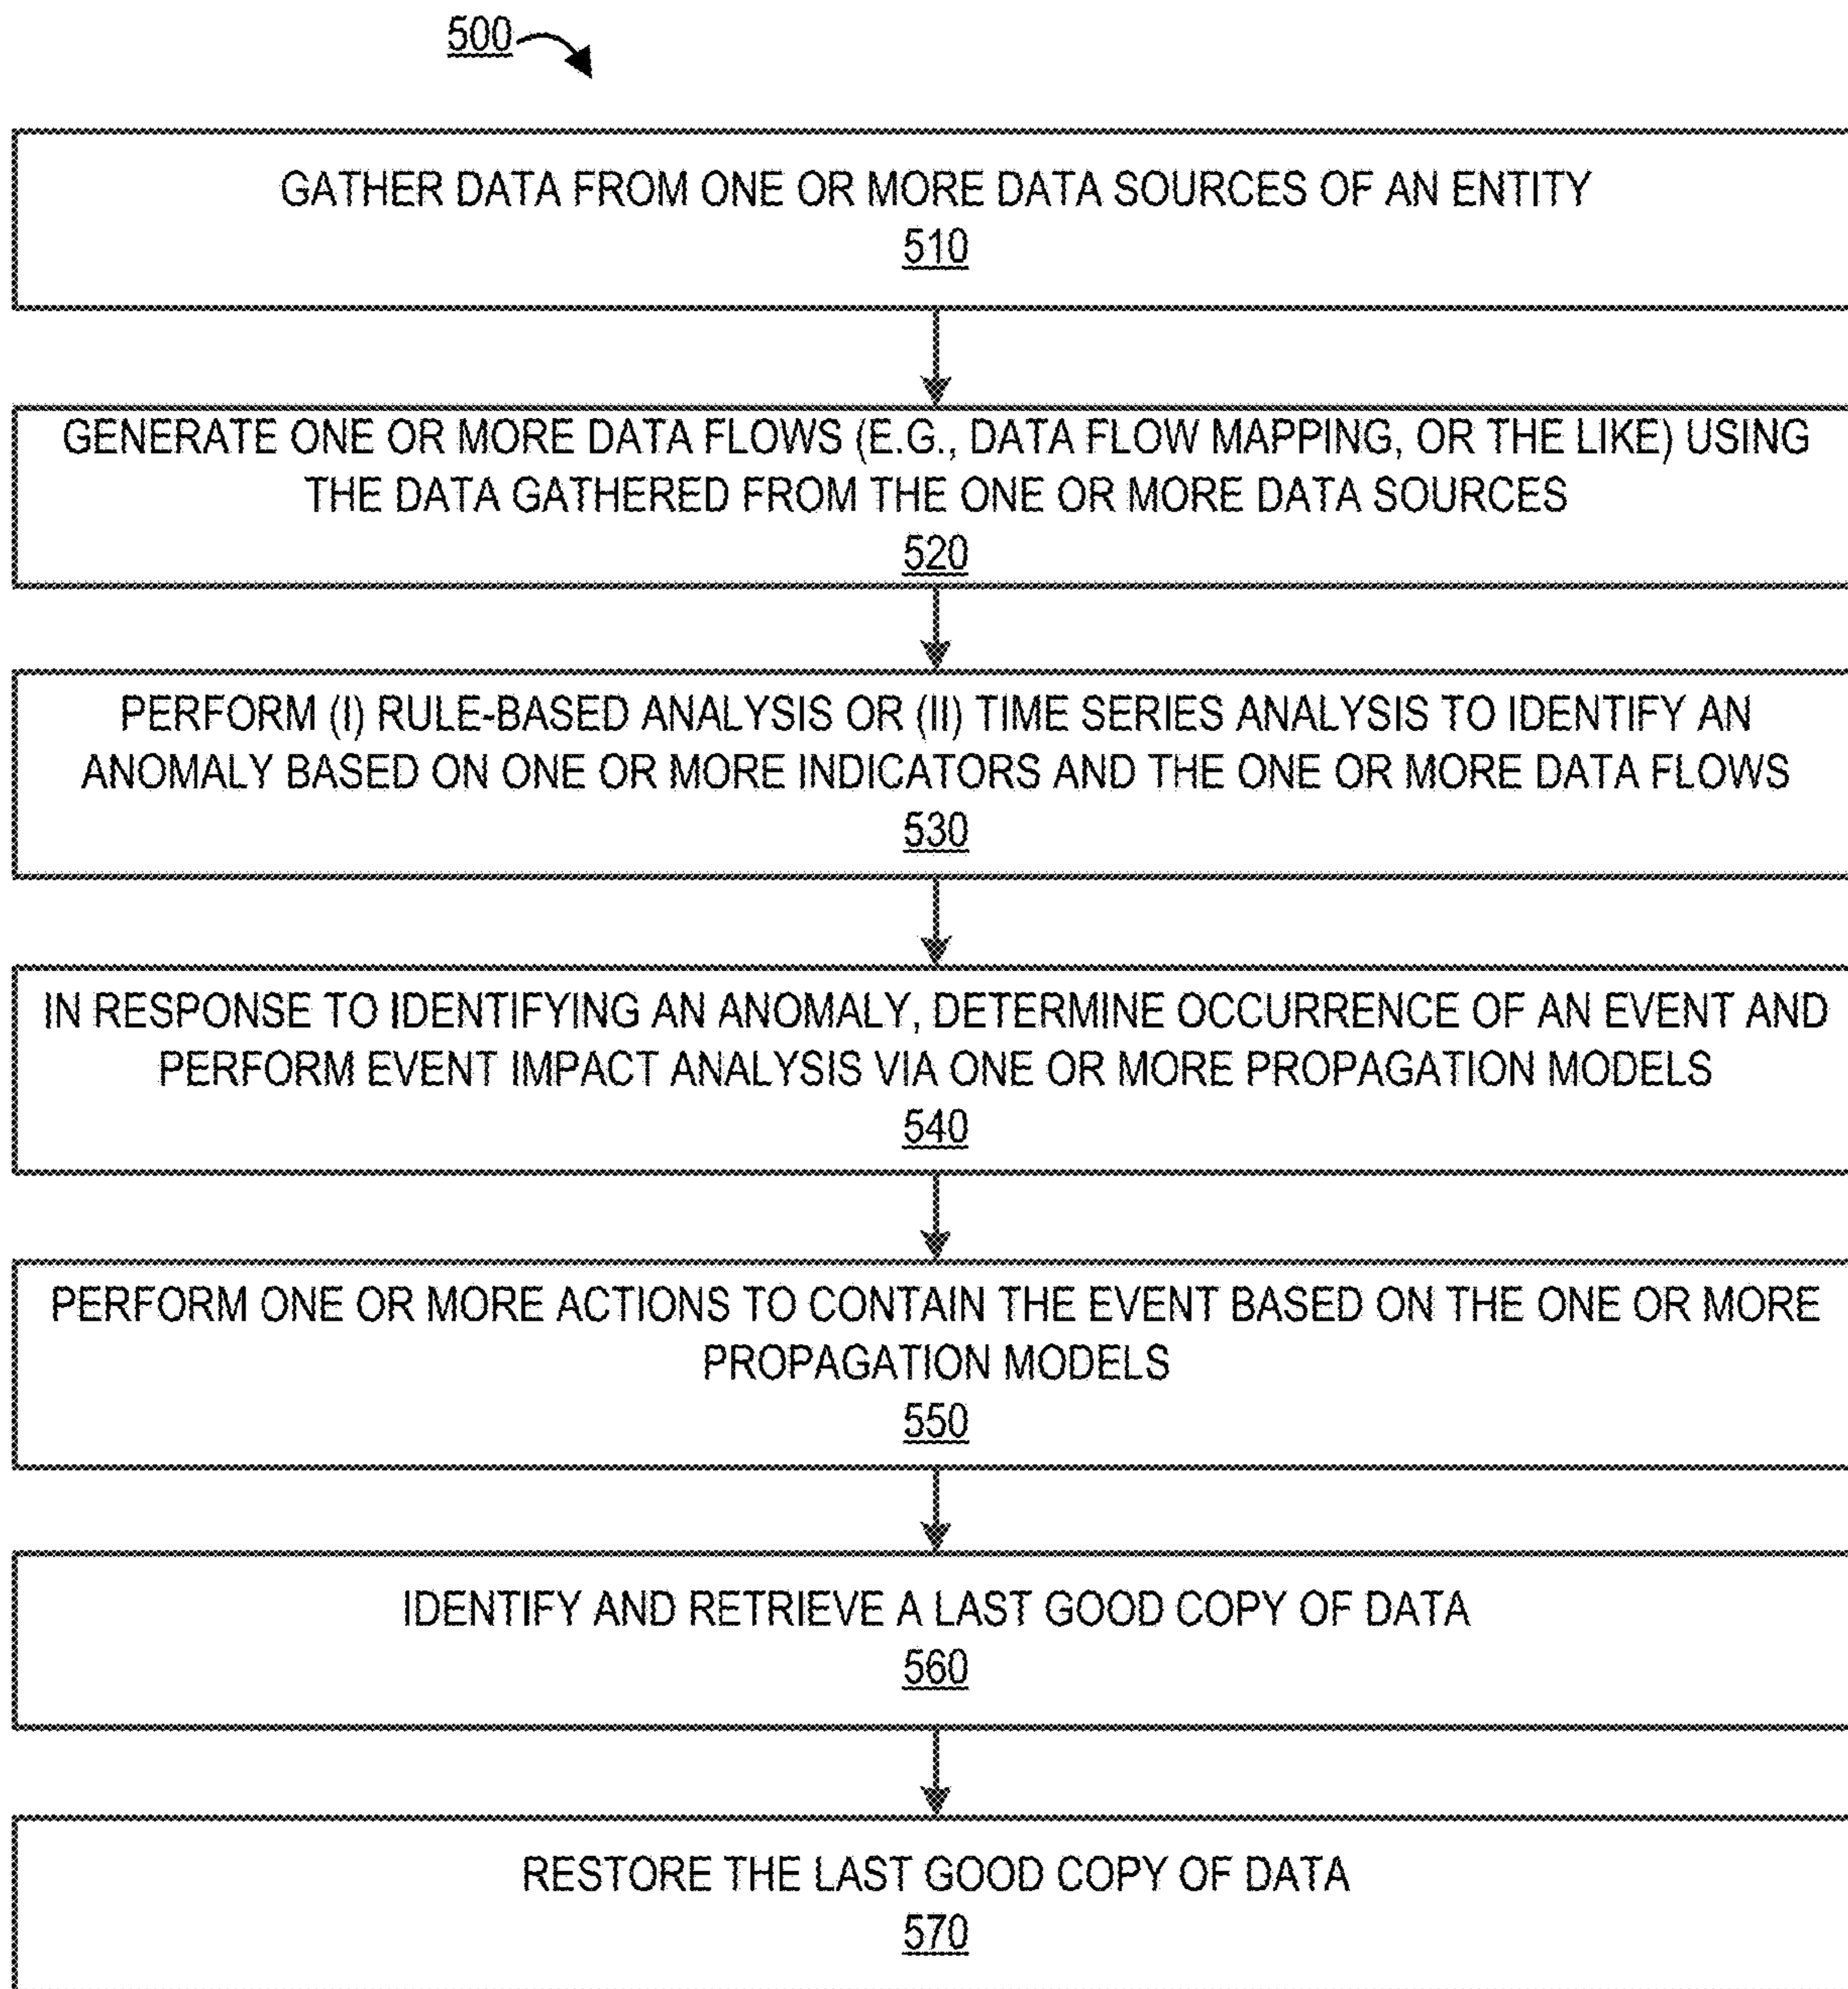 500
GATHER DATA FROM ONE OR MORE DATA SOURCES OF AN ENTITY
510
GENERATE ONE OR MORE DATA FLOWS (E.G., DATA FLOW MAPPING, OR THE LIKE) USING
THE DATA GATHERED FROM THE ONE OR MORE DATA SOURCES
520
PERFORM (I) RULE-BASED ANALYSIS OR (II) TIME SERIES ANALYSIS TO IDENTIFY AN
ANOMALY BASED ON ONE OR MORE INDICATORS AND THE ONE OR MORE DATA FLOWS
530
IN RESPONSE TO IDENTIFYING AN ANOMALY, DETERMINE OCCURRENCE OF AN EVENT AND
PERFORM EVENT IMPACT ANALYSIS VIA ONE OR MORE PROPAGATION MODELS
540
PERFORM ONE OR MORE ACTIONS TO CONTAIN THE EVENT BASED ON THE ONE OR MORE
PROPAGATION MODELS
550
IDENTIFY AND RETRIEVE A LAST GOOD COPY OF DATA
560
RESTORE THE LAST GOOD COPY OF DATA
570